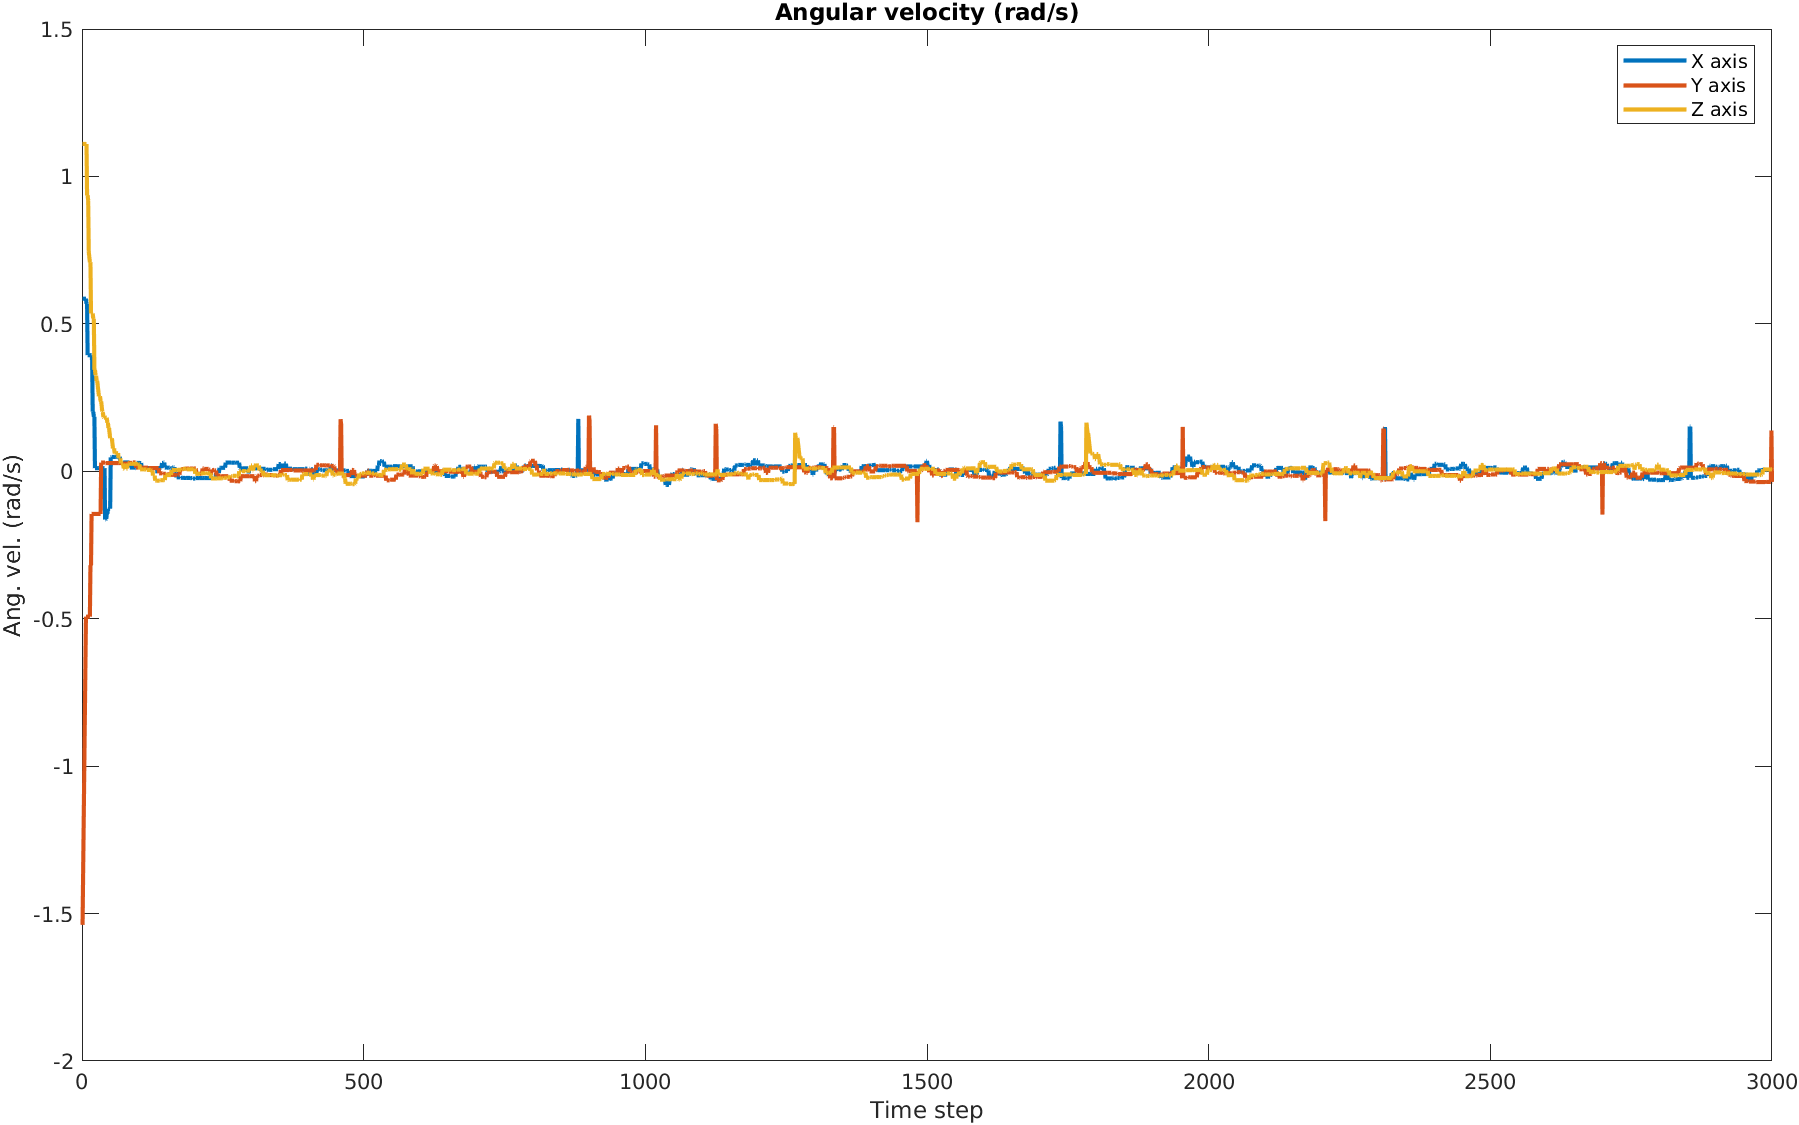 Angular velocity (rad/s)
1.5
1
0.5
0
-0.5
-1
-1.5
-2
Ang. vel. (rad/s)
X axis
Y axis
Z axis
0 500 1000 1500 2000 2500 3000
Time step